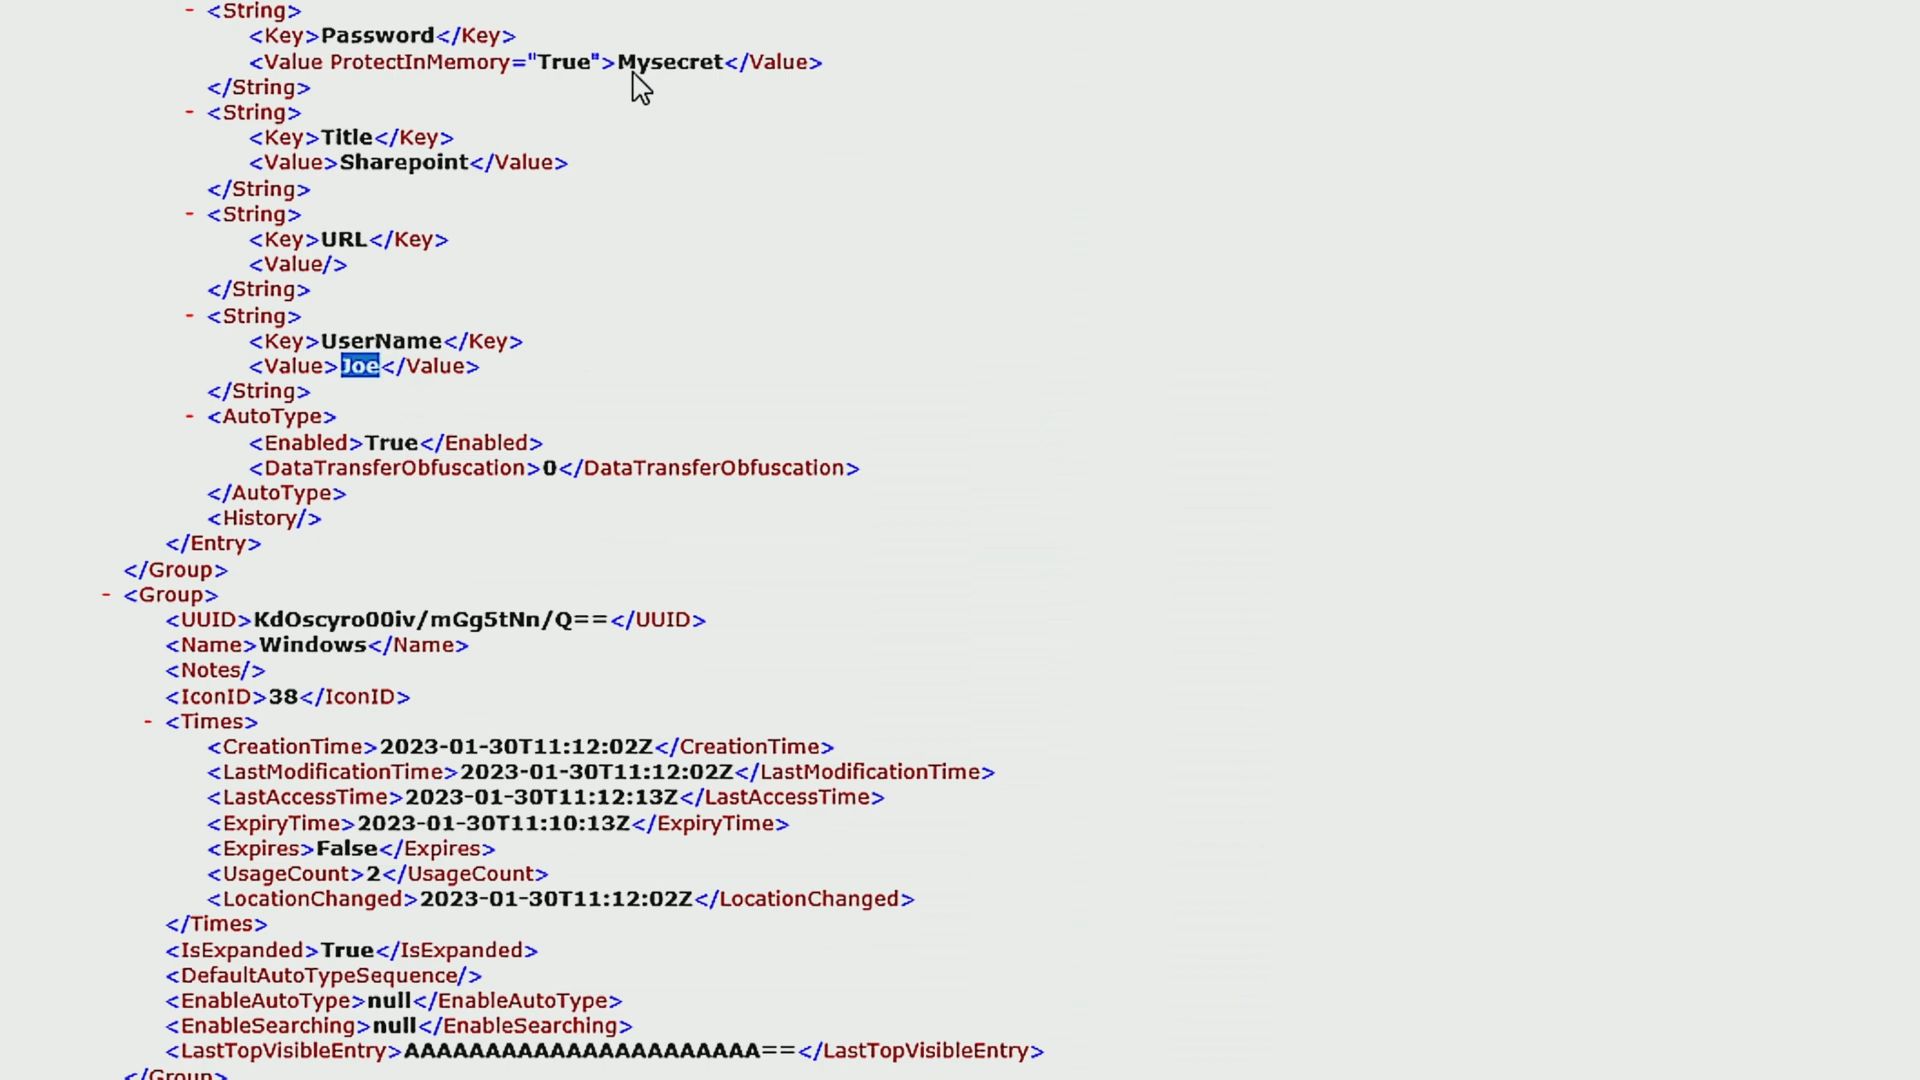 - <String>
<Key>Password</Key>
<Value ProtectInMemory="True">Mysecret</Value>
</String>
- <String>
<Key>Title</Key>
<Value>Sharepoint</Value>
</String>
- <String>
<Key>URL</Key>
<Value/>
</String>
- <String>
<Key>UserName</Key>
<Value>Joe</Value>
</String>
- <AutoType>
<Enabled>True</Enabled>
<DataTransferObfuscation>0</DataTransferObfuscation>
</AutoType>
<History/>
</Entry>
</Group>
- <Group>
<UUID>KdOscyro00iv/mGg5tNn/Q==</UUID>
<Name>Windows</Name>
<Notes/>
<IconID>38</IconID>
- <Times>
<CreationTime>2023-01-30T11:12:02Z</CreationTime>
<LastModificationTime>2023-01-30T11:12:02Z</LastModificationTime>
<LastAccessTime>2023-01-30T11:12:13Z</LastAccessTime>
<ExpiryTime>2023-01-30T11:10:13Z</ExpiryTime>
<Expires>False</Expires>
<UsageCount>2</UsageCount>
<LocationChanged>2023-01-30T11:12:02Z</LocationChanged>
</Times>
<IsExpanded>True</IsExpanded>
<DefaultAutoTypeSequence/>
<EnableAutoType>null</EnableAutoType>
<EnableSearching>null</EnableSearching>
<LastTopVisibleEntry>AAAAAAAAAAAAAAAAAAAAAA==</LastTopVisibleEntry>
</Group>